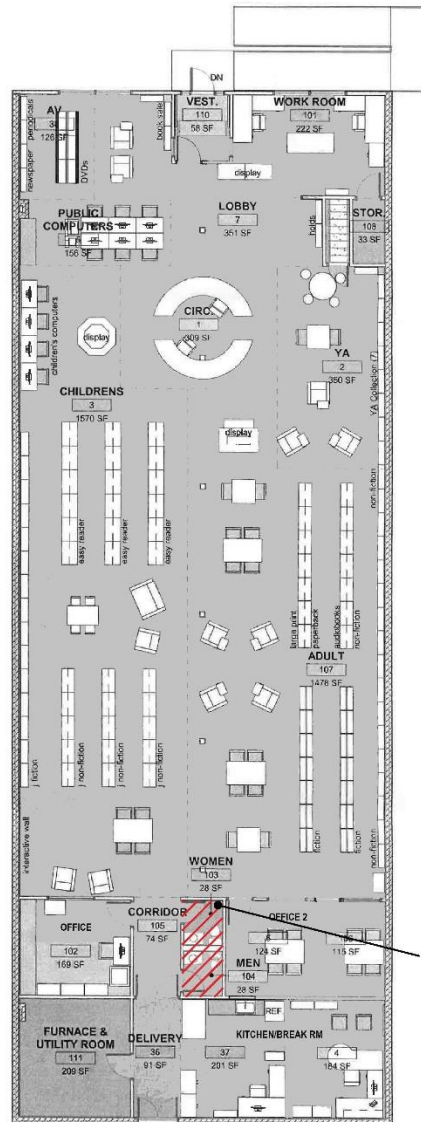 DN
AV
38
126 SF
periodicals
newspaper
DVDs
book sale
VEST.
110
58 SF
WORK ROOM
101
222 SF
display
PUBLIC
COMPUTERS
156 SF
LOBBY
7
351 SF
holds
STOR.
108
33 SF
children's computers
display
CIRC.
1
309 SF
YA
2
350 SF
YA Collection (7)
CHILDRENS
3
1570 SF
display
non-fiction
easy reader
easy reader
easy reader
large print
paperback
audiobooks
non-fiction
ADULT
107
1478 SF
j fiction
j non-fiction
j non-fiction
j non-fiction
fiction
fiction
non-fiction
interactive wall
WOMEN
103
28 SF
OFFICE
102
169 SF
CORRIDOR
105
74 SF
OFFICE 2
124 SF
115 SF
MEN
104
28 SF
FURNACE &
UTILITY ROOM
111
209 SF
DELIVERY
36
91 SF
REF.
KITCHEN/BREAK RM
37
201 SF
4
184 SF